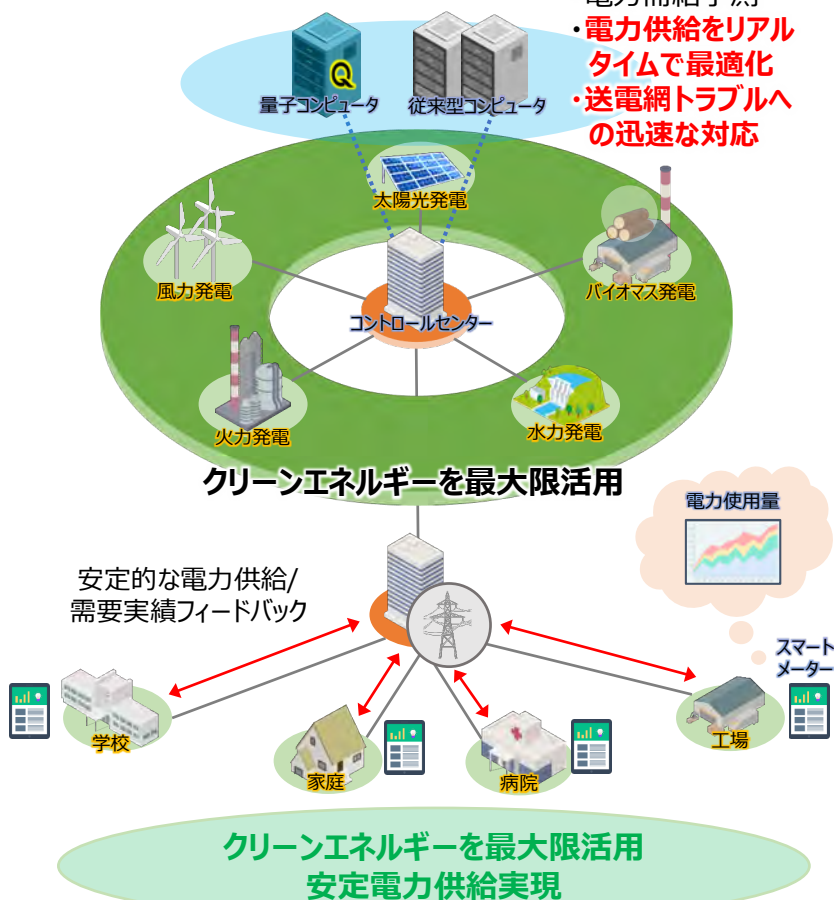 ・電力供給をリアル
タイムで最適化
・送電網トラブルへ
の迅速な対応
Q
量子コンピュータ
従来型コンピュータ
太陽光発電
風力発電
バイオマス発電
コントロールセンター
火力発電
水力発電
クリーンエネルギーを最大限活用
電力使用量
安定的な電力供給/
需要実績フィードバック
スマート
メーター
学校
家庭
病院
工場
クリーンエネルギーを最大限活用
安定電力供給実現